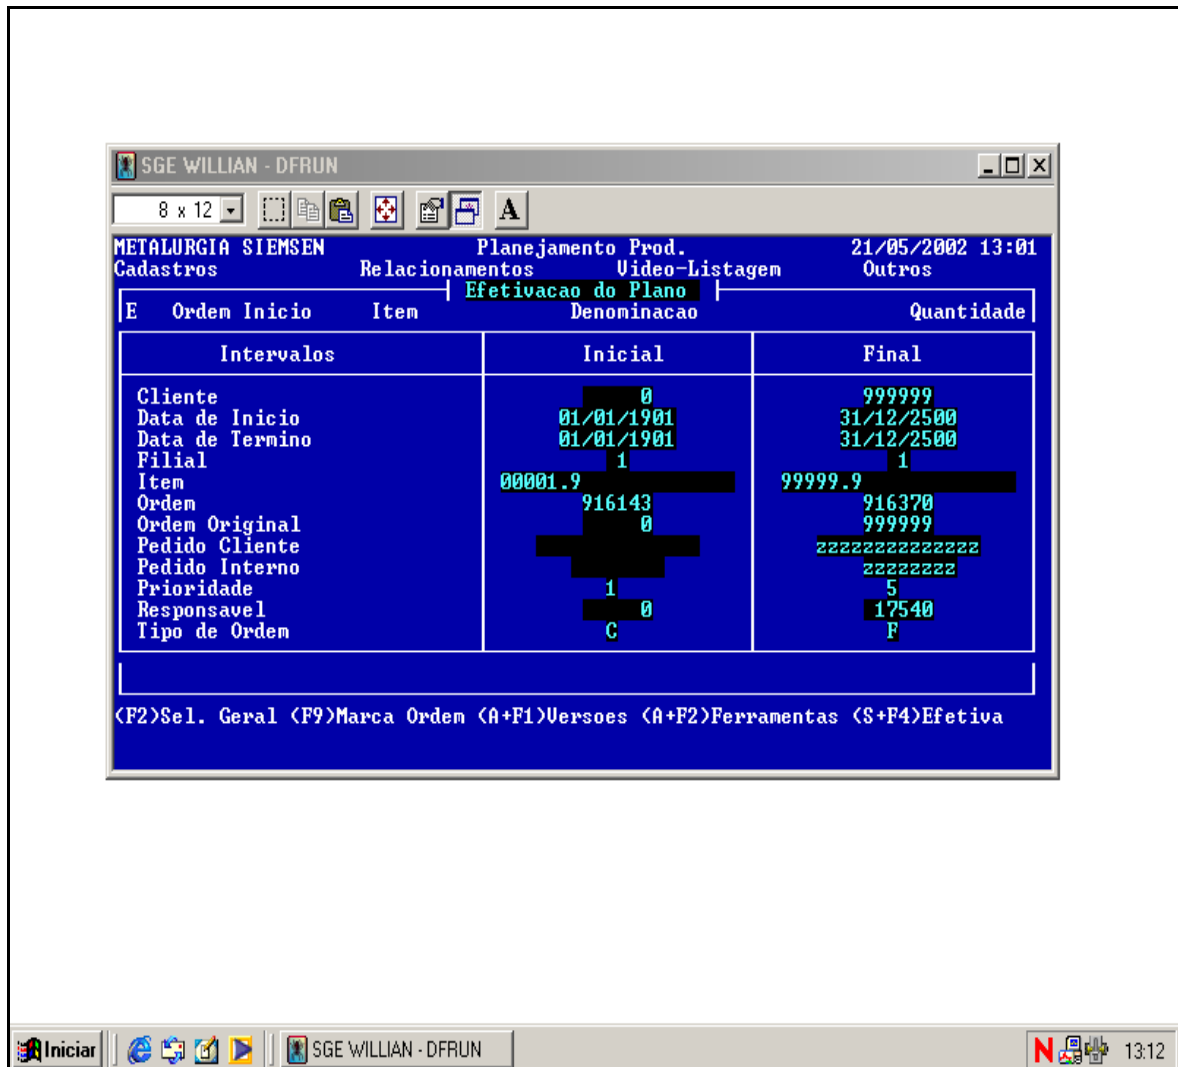 SGE WILLIAN - DFRUN
8 x 12 A
METALURGIA SIEMSEN Planejamento Prod. 21/05/2002 13:01
Cadastros Relacionamentos Video-Listagem Outros
Efetivacao do Plano
E Ordem Inicio Item Denominacao Quantidade
Intervalos Inicial Final
Cliente 0 999999
Data de Inicio 01/01/1901 31/12/2500
Data de Termino 01/01/1901 31/12/2500
Filial 1 1
Item 00001.9 99999.9
Ordem 916143 916370
Ordem Original 0 999999
Pedido Cliente zzzzzzzzzzzzzz
Pedido Interno zzzzzzzz
Prioridade 1 5
Responsavel 0 17540
Tipo de Ordem C F
(F2)Sel. Geral (F9)Marca Ordem (A+F1)Versoes (A+F2)Ferramentas (S+F4)Efetiva
Iniciar SGE WILLIAN - DFRUN N 13:12